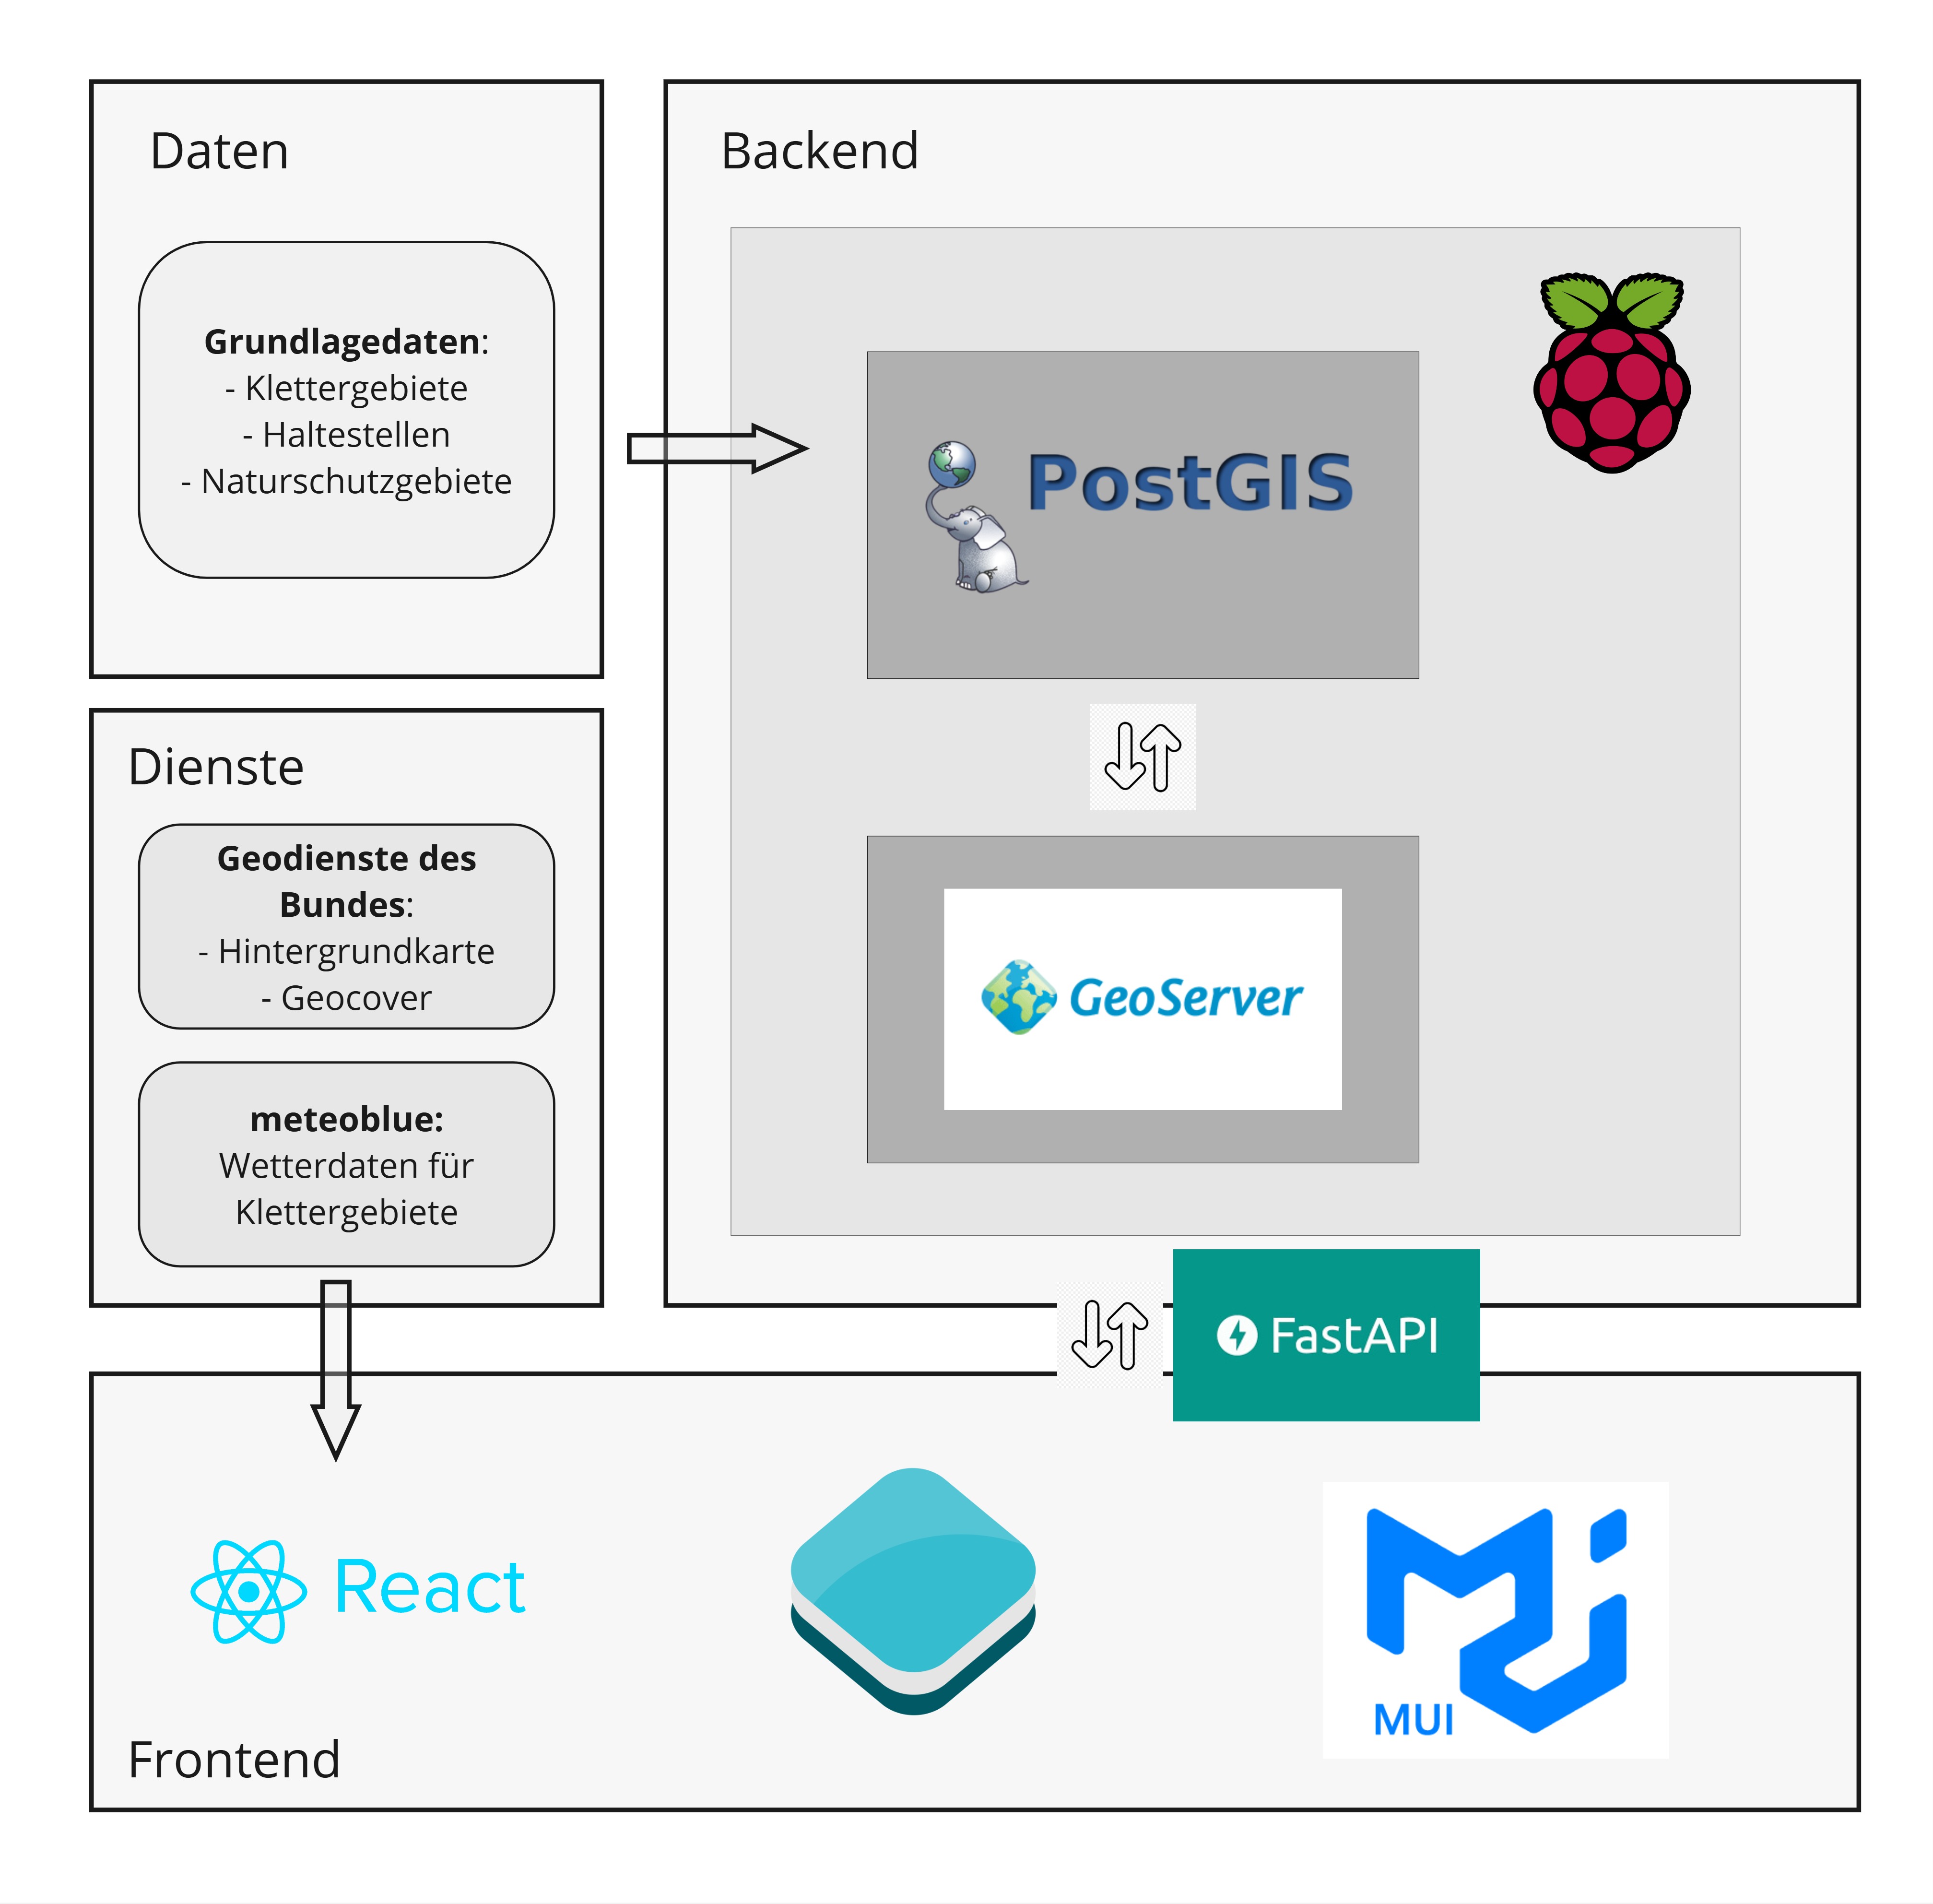 Daten
Grundlagedaten:
- Klettergebiete
- Haltestellen
- Naturschutzgebiete
Backend
PostGIS
GeoServer
Dienste
Geodienste des
Bundes:
- Hintergrundkarte
- Geocover
meteoblue:
Wetterdaten für
Klettergebiete
FastAPI
React
MUI
Frontend